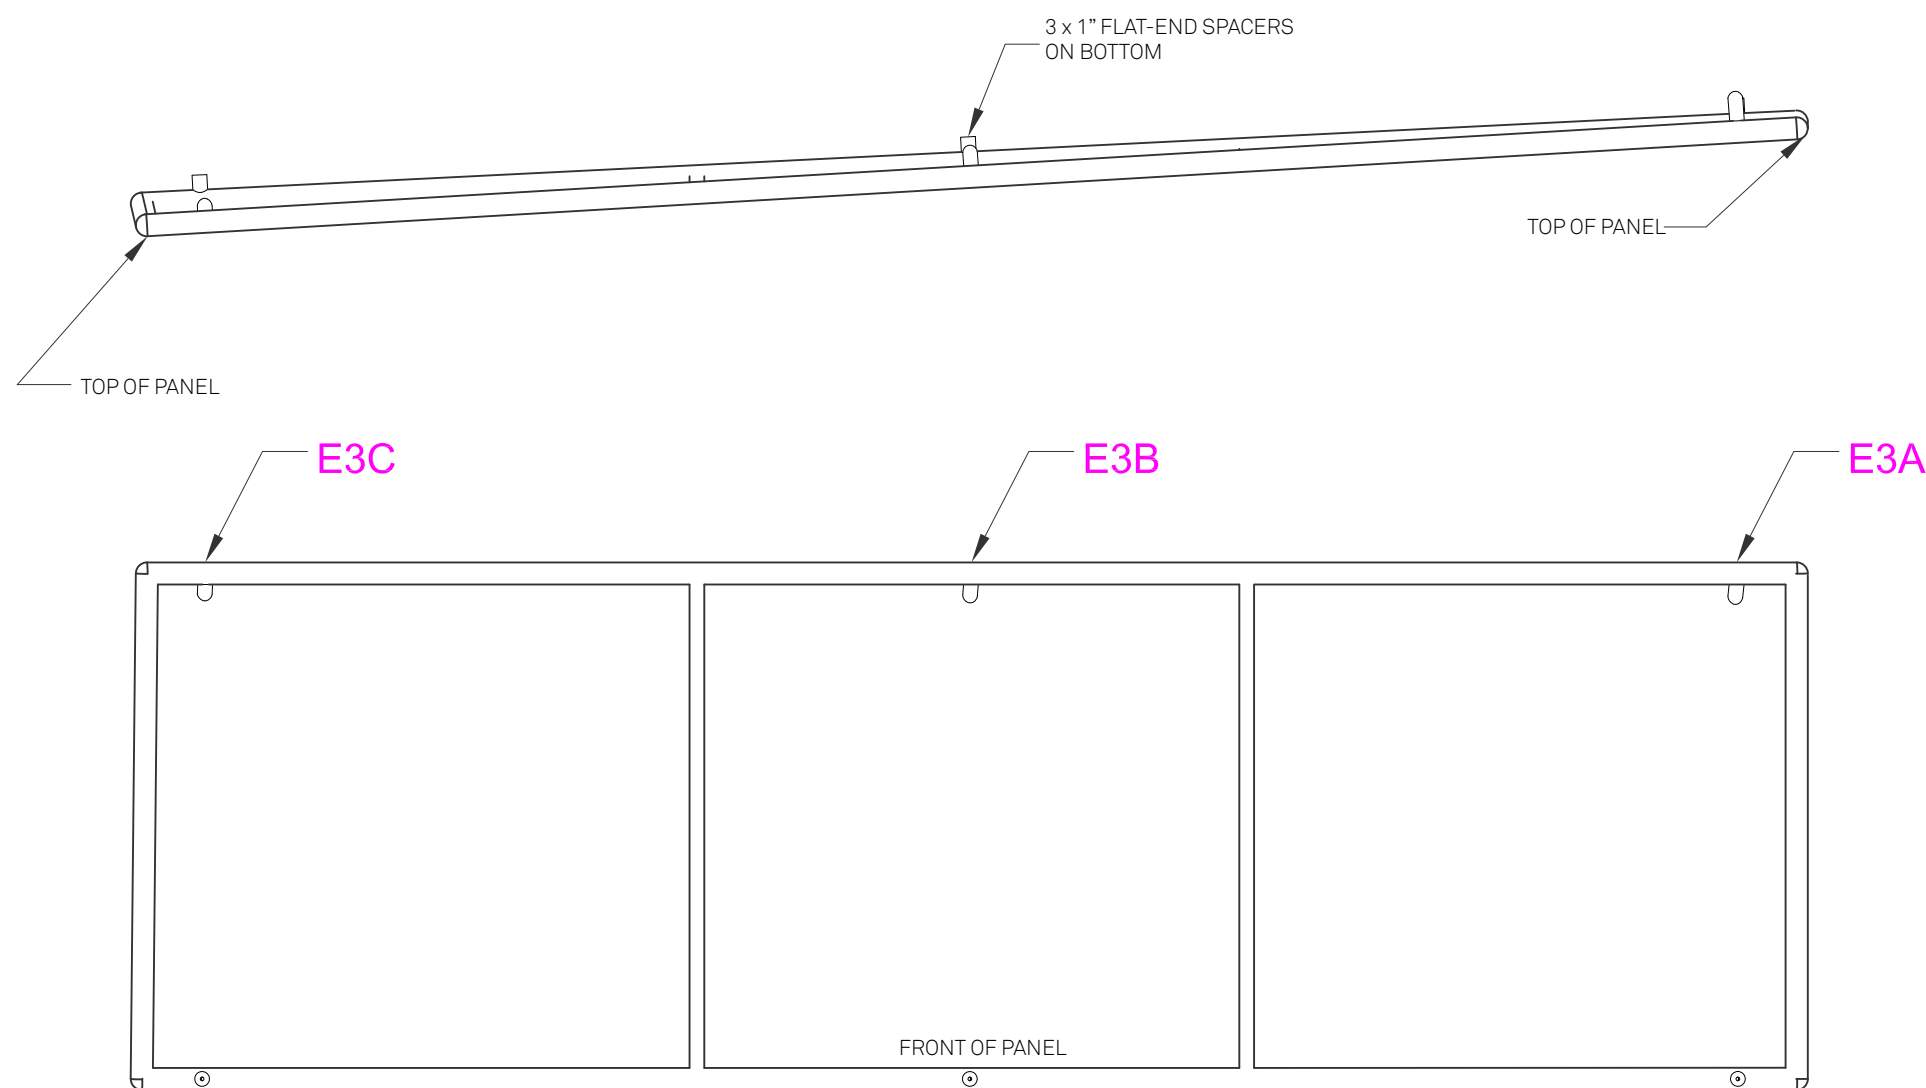 3 x 1” FLAT-END SPACERS
ON BOTTOM
TOP OF PANEL
TOP OF PANEL
E3C
E3B
E3A
FRONT OF PANEL